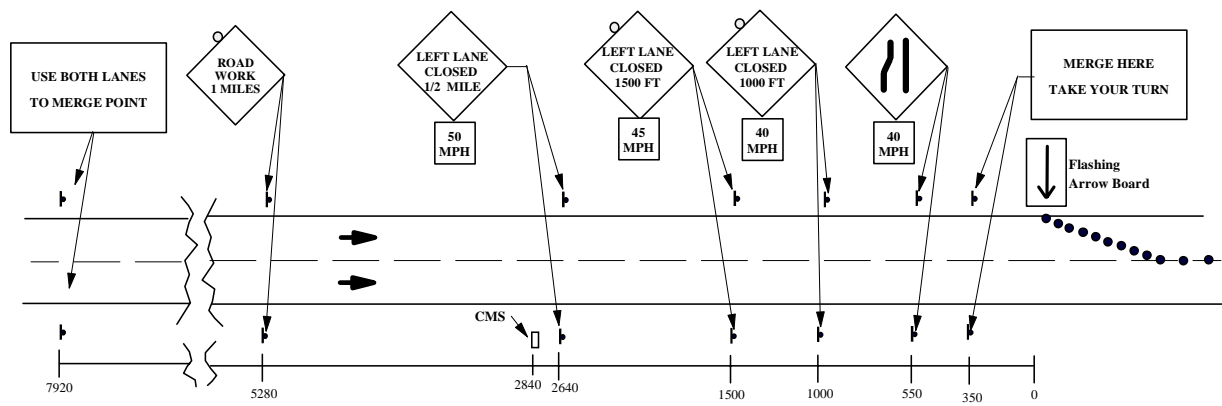 USE BOTH LANES
TO MERGE POINT
ROAD
WORK
1 MILES
LEFT LANE
CLOSED
1/2 MILE
50
MPH
LEFT LANE
CLOSED
1500 FT
45
MPH
LEFT LANE
CLOSED
1000 FT
40
MPH
40
MPH
MERGE HERE
TAKE YOUR TURN
Flashing
Arrow Board
CMS
7920
5280
2840
2640
1500
1000
550
350
0